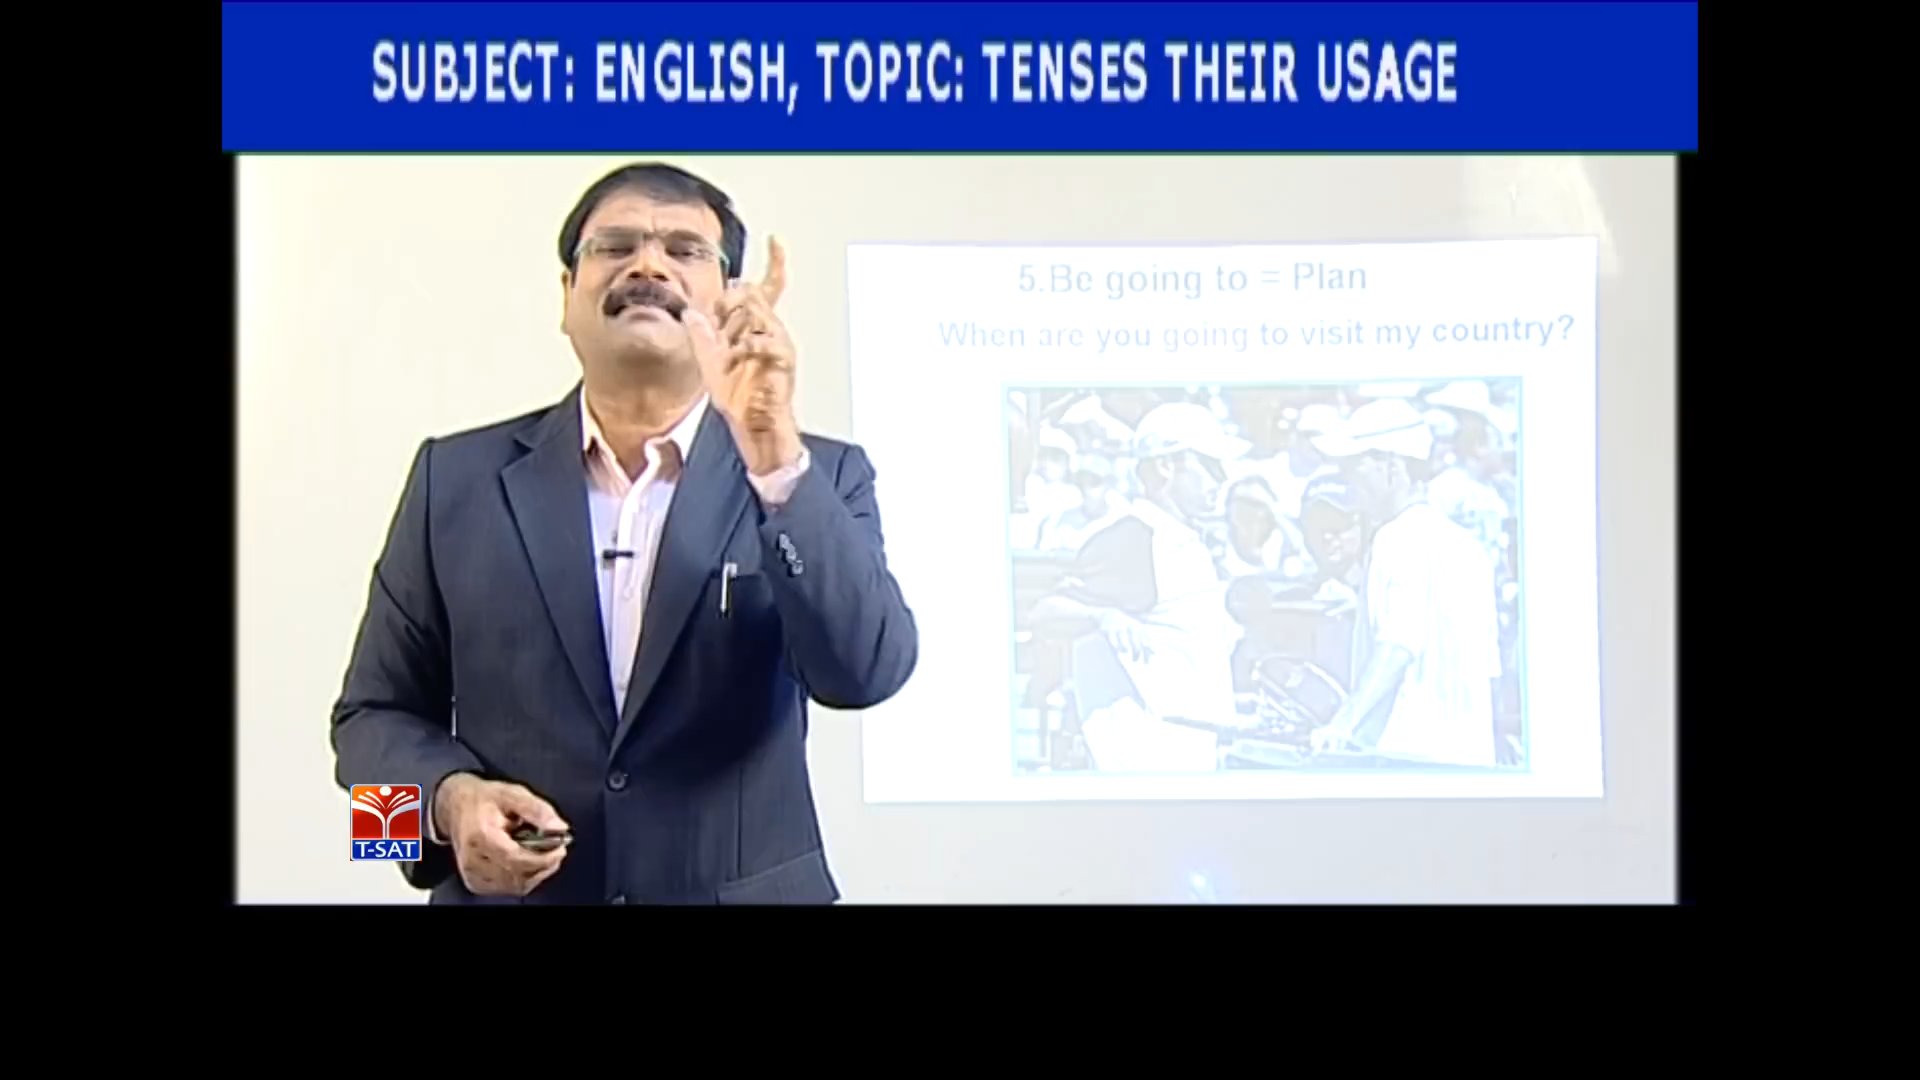 SUBJECT: ENGLISH, TOPIC: TENSES THEIR USAGE
5.Be going to = Plan
When are you going to visit my country?
T-SAT